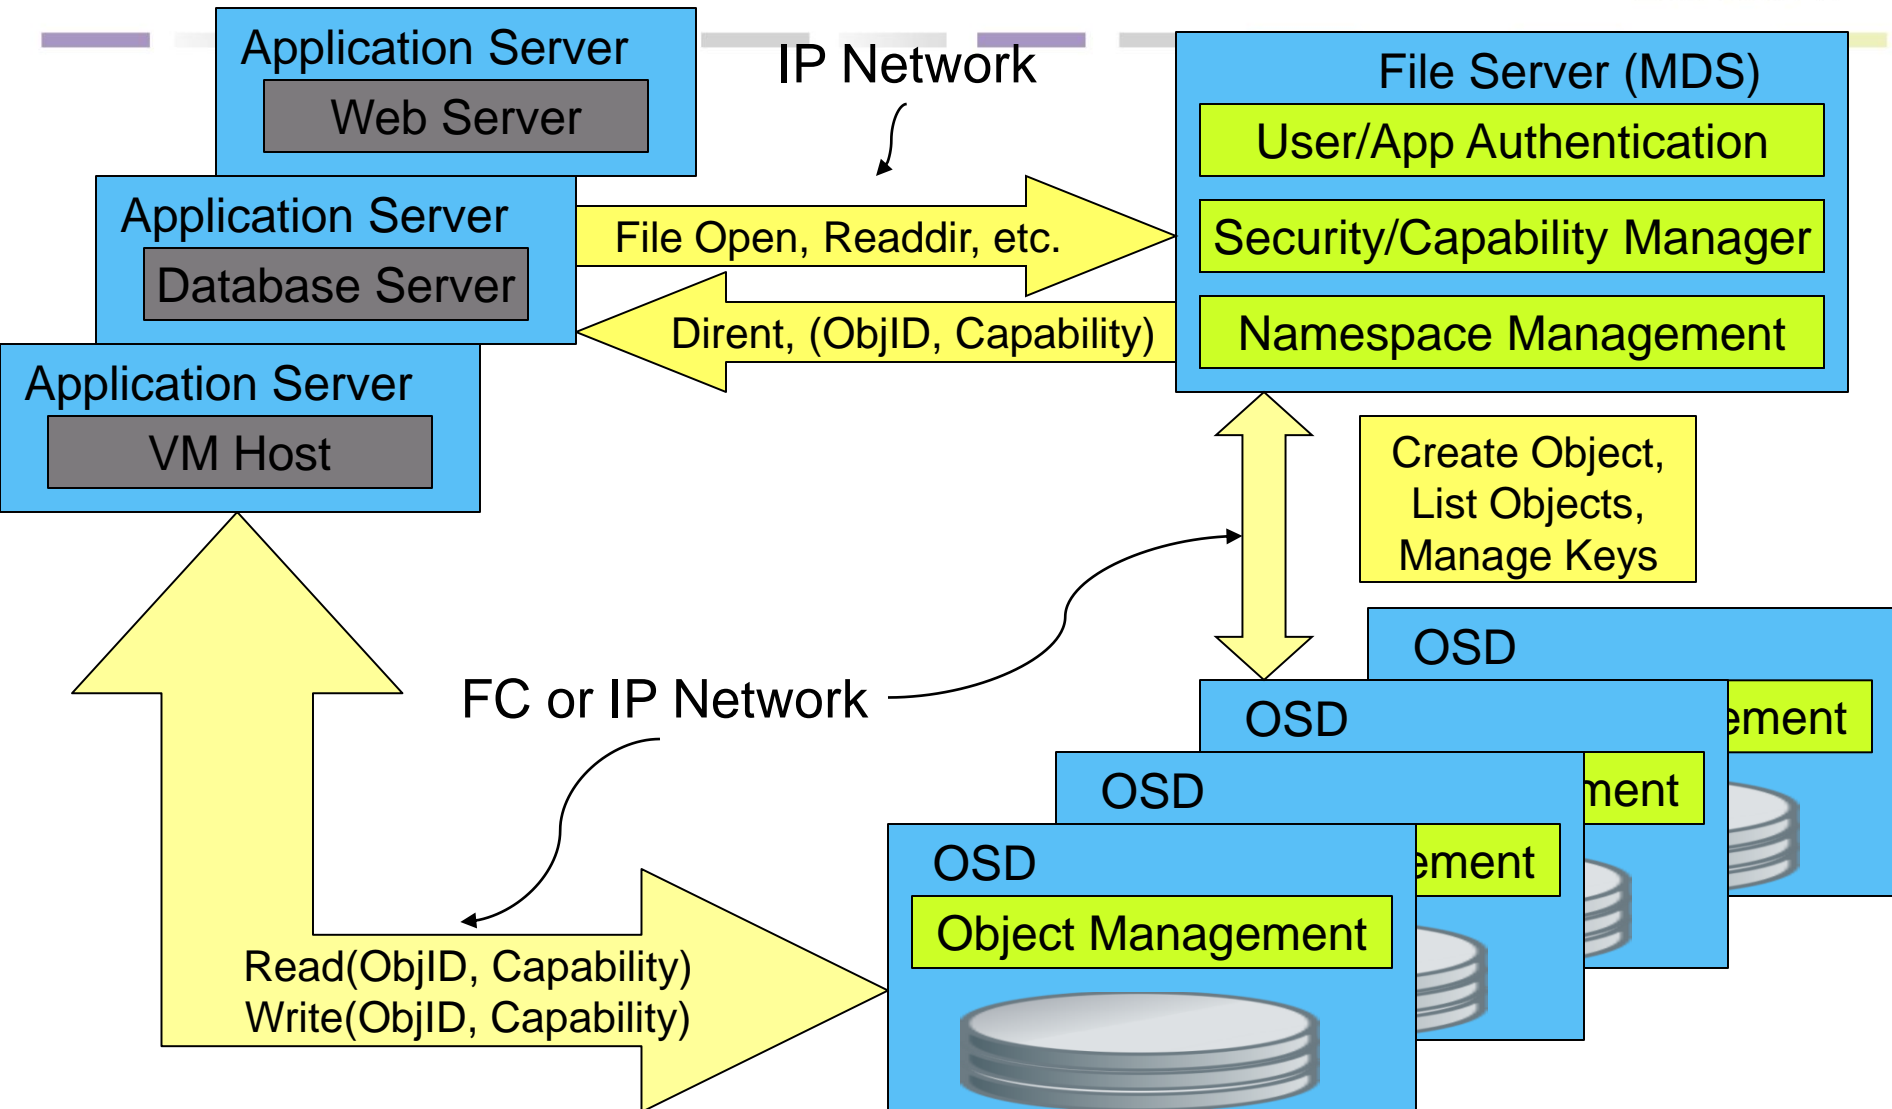 Application Server
Web Server
IP Network
File Server (MDS)
User/App Authentication
Security/Capability Manager
Namespace Management
Application Server
Database Server
File Open, Readdir, etc.
Dirent, (ObjID, Capability)
Application Server
VM Host
Create Object,
List Objects,
Manage Keys
FC or IP Network
OSD
ement
OSD
ment
OSD
ement
OSD
Object Management
Read(ObjID, Capability)
Write(ObjID, Capability)